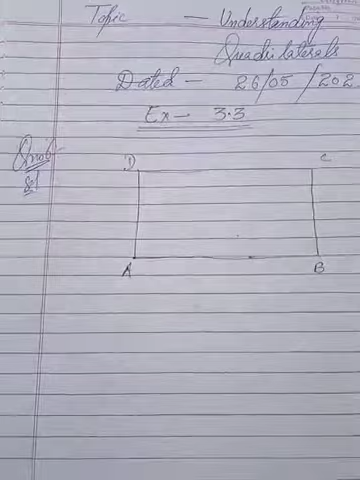 Topic — Understanding
Quadrilaterals
Dated — 26/05/202
Ex — 3.3
D C
A B